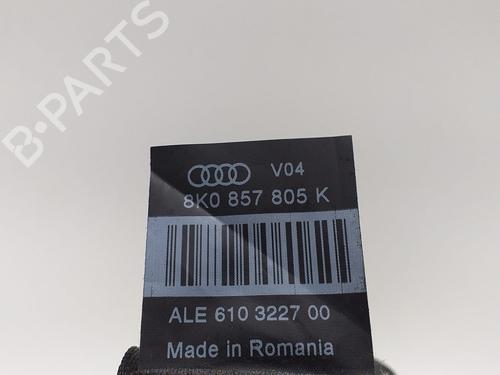 B-PARTS
V04
8K0 857 805 K
ALE 610 3227 00
Made in Romania